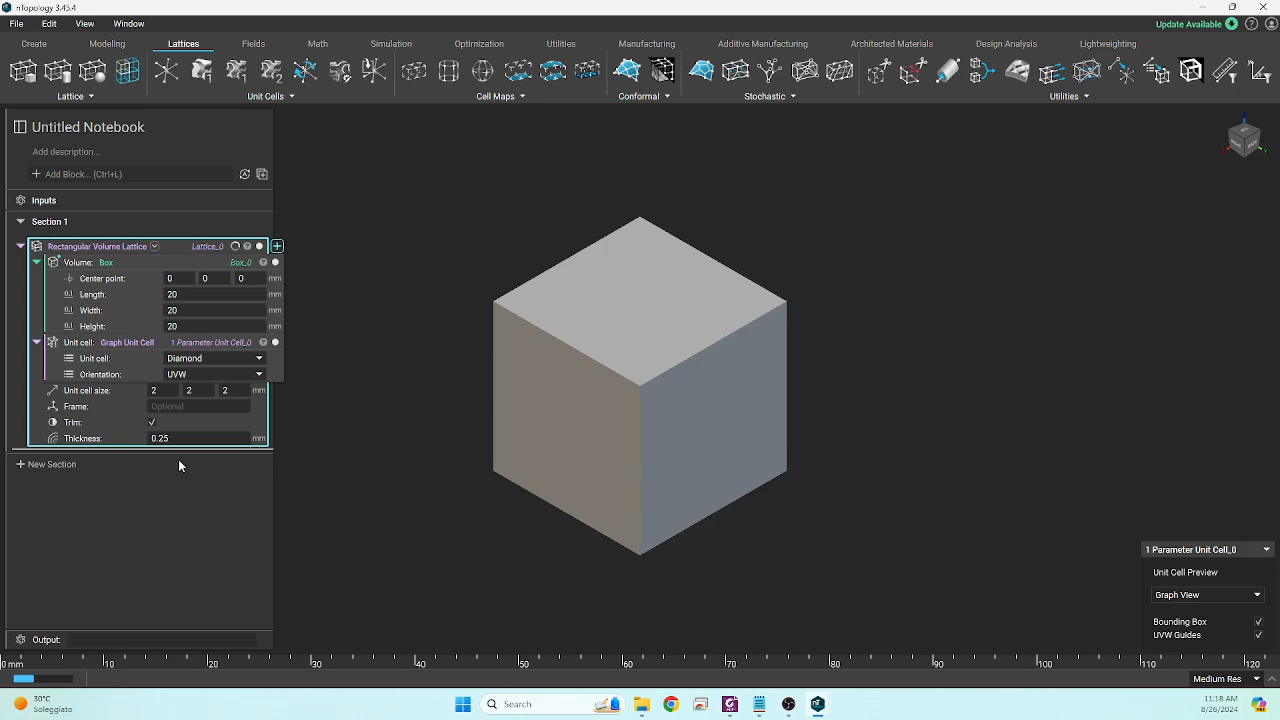 nTopology 3.45.4
File Edit View Window
Update Available
Create Modeling Lattices Fields Math Simulation Optimization Utilities Manufacturing Additive Manufacturing Architected Materials Design Analysis Lightweighting
Lattice Unit Cells Cell Maps Conformal Stochastic Utilities
Untitled Notebook
Add description...
Add Block... (Ctrl+L)
Inputs
Section 1
Rectangular Volume Lattice Lattice_0
Volume: Box Box_0
Center point: 0 0 0 mm
Length: 20 mm
Width: 20 mm
Height: 20 mm
Unit cell: Graph Unit Cell 1 Parameter Unit Cell_0
Unit cell: Diamond
Orientation: UVW
Unit cell size: 2 2 2 mm
Frame: Optional
Trim:
Thickness: 0.25 mm
New Section
1 Parameter Unit Cell_0
Unit Cell Preview
Graph View
Bounding Box
UVW Guides
Output:
0 mm 10 20 30 40 50 60 70 80 90 100 110 120
Medium Res
30°C
Soleggiato
Search
11:18 AM
8/26/2024